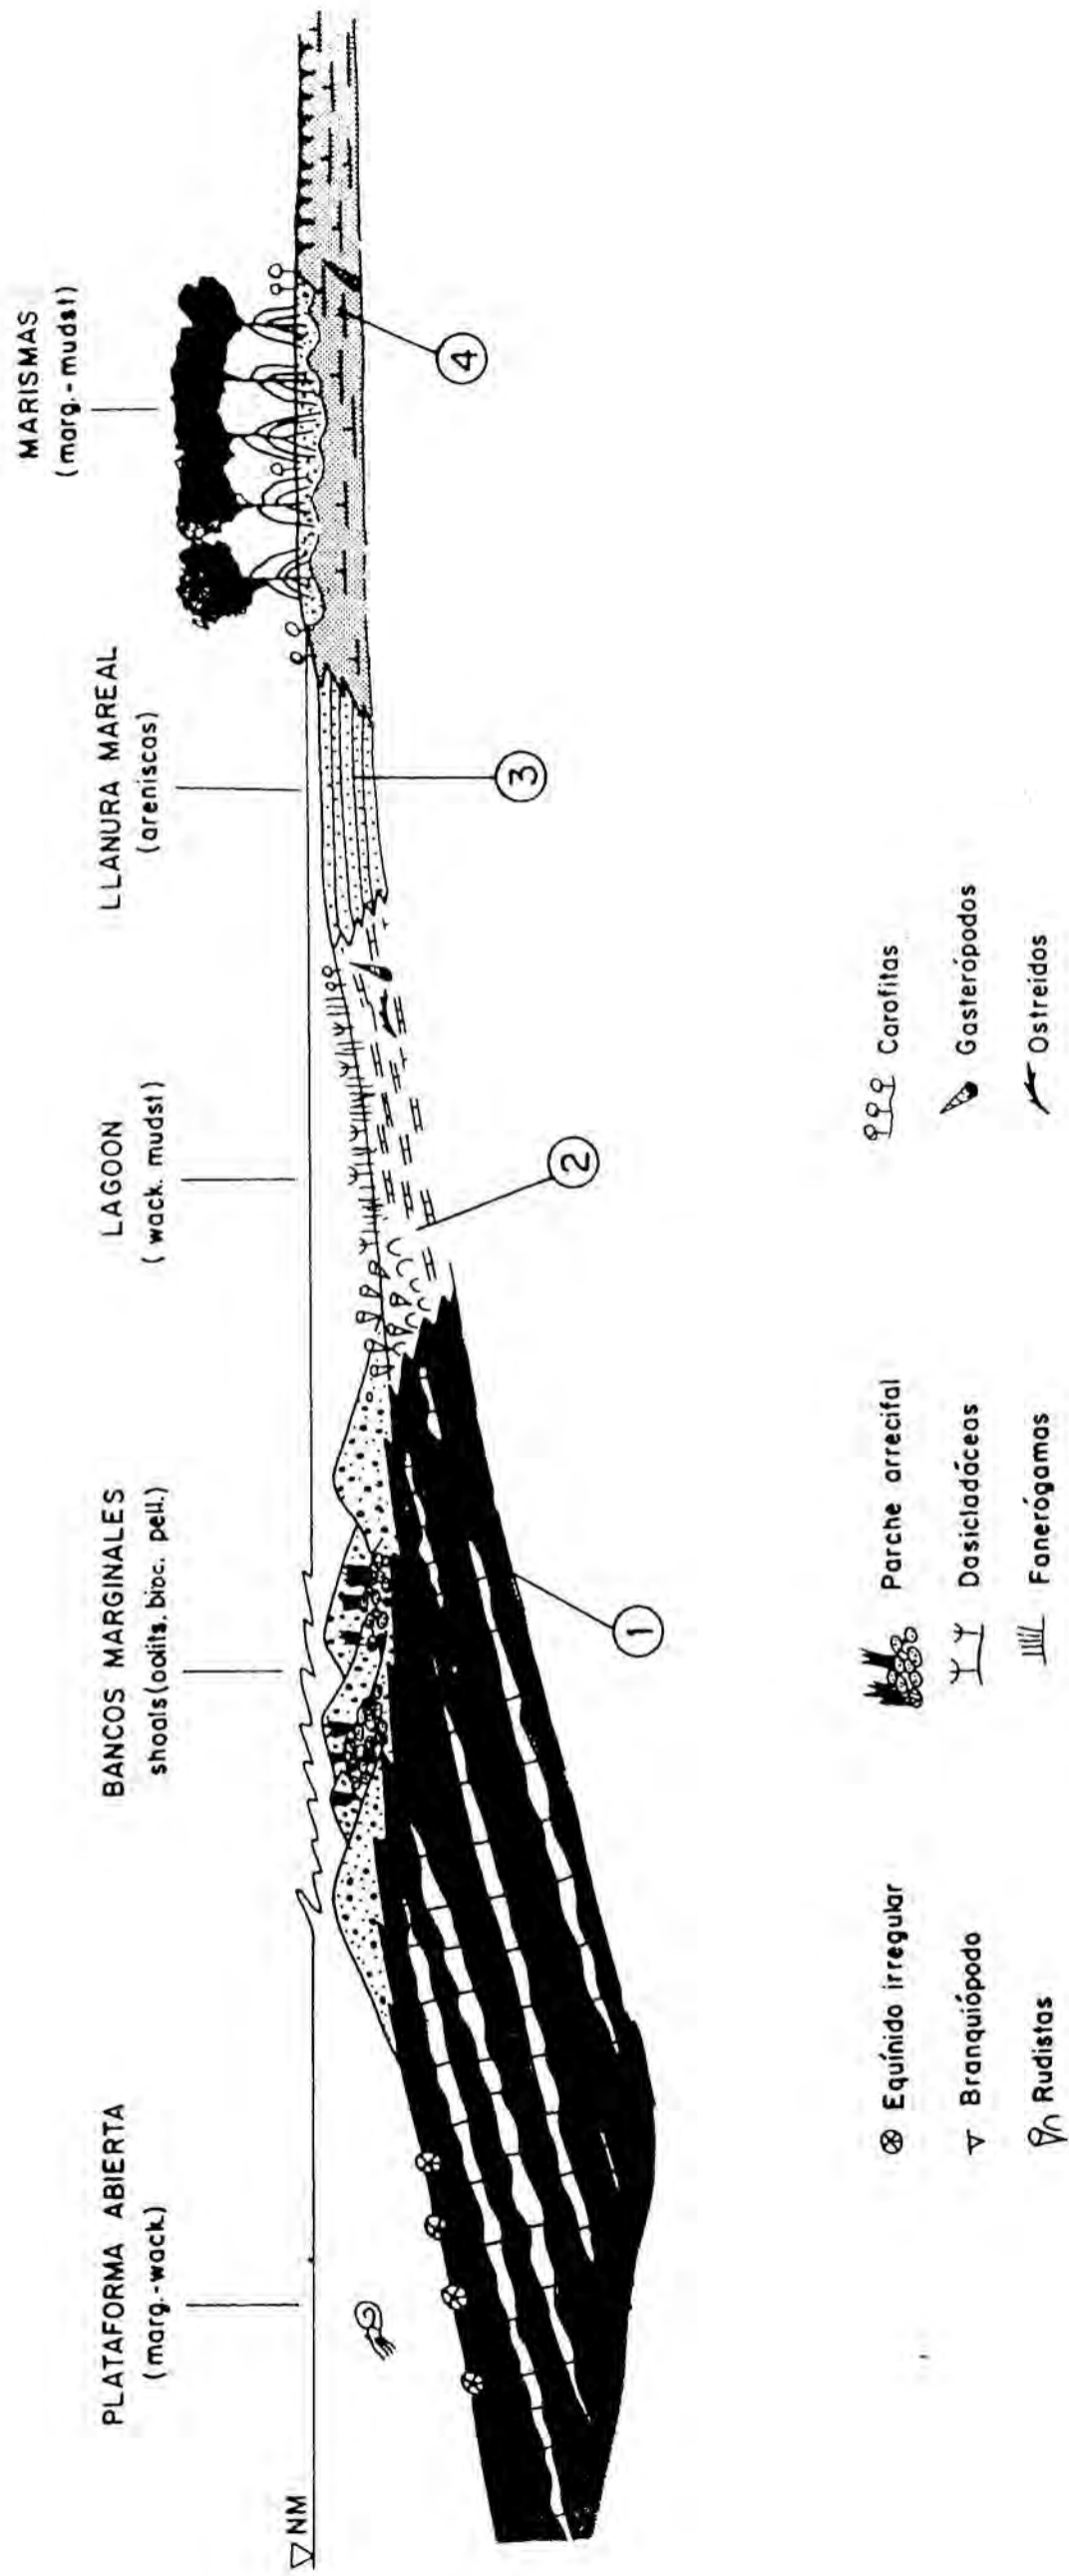 PLATAFORMA ABIERTA
(marg.-wack.)
BANCOS MARGINALES
shoals (oolits. bioc. pell.)
LAGOON
( wack. mudst)
LLANURA MAREAL
(areniscas)
MARISMAS
(marg.-mudst)
NM
1
2
3
4
Equínido irregular
Branquiópodo
Rudistas
Parche arrecifal
Dasicladáceas
Fanerógamas
Carofitas
Gasterópodos
Ostreidos